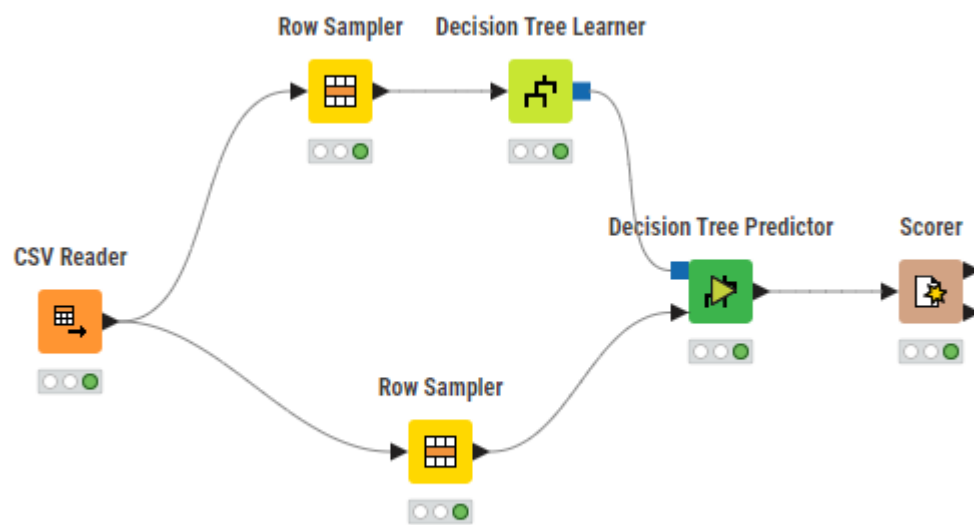 Row Sampler
Decision Tree Learner
CSV Reader
Decision Tree Predictor
Scorer
Row Sampler